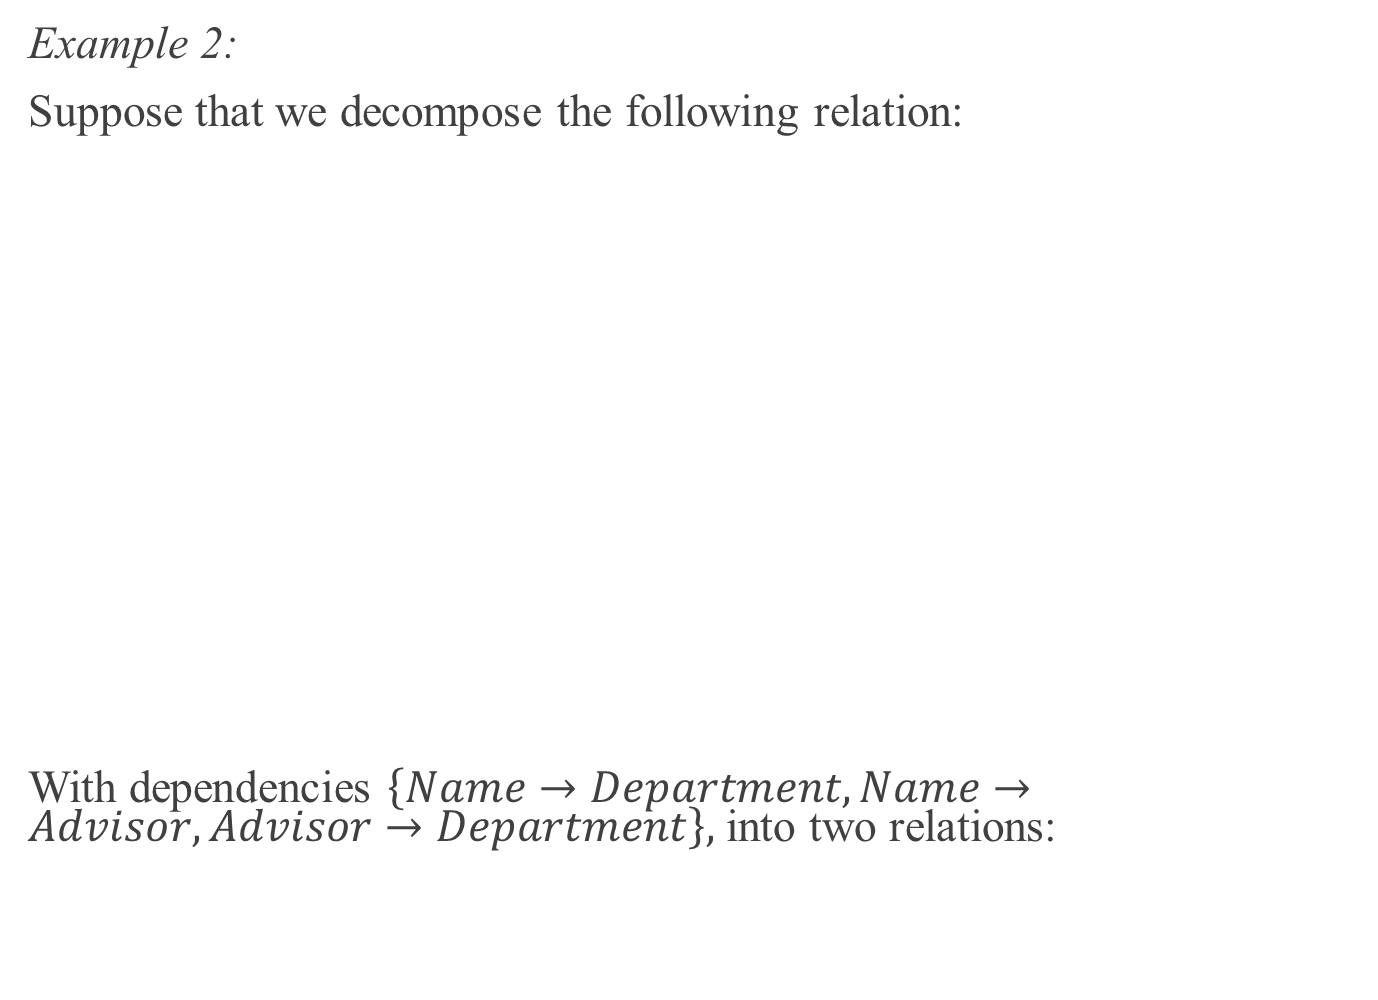 Example 2:
Suppose that we decompose the following relation:
With dependencies {Name → Department, Name →
Advisor, Advisor → Department}, into two relations: